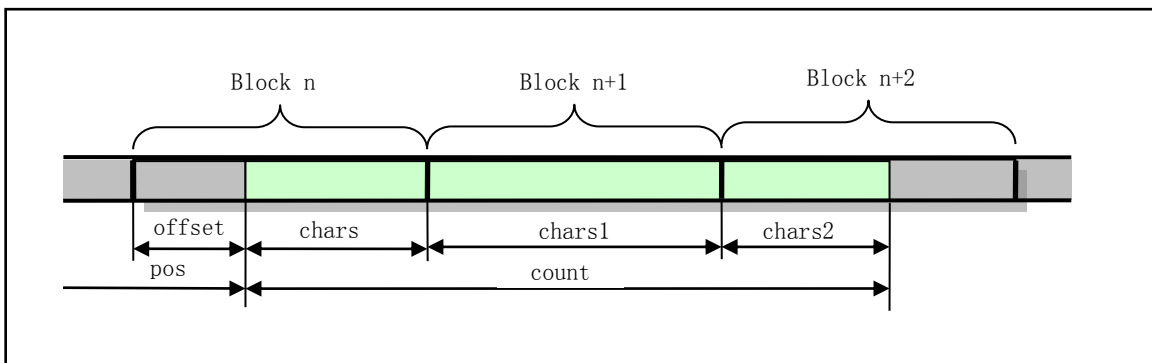 Block n
Block n+1
Block n+2
offset
chars
chars1
chars2
pos
count